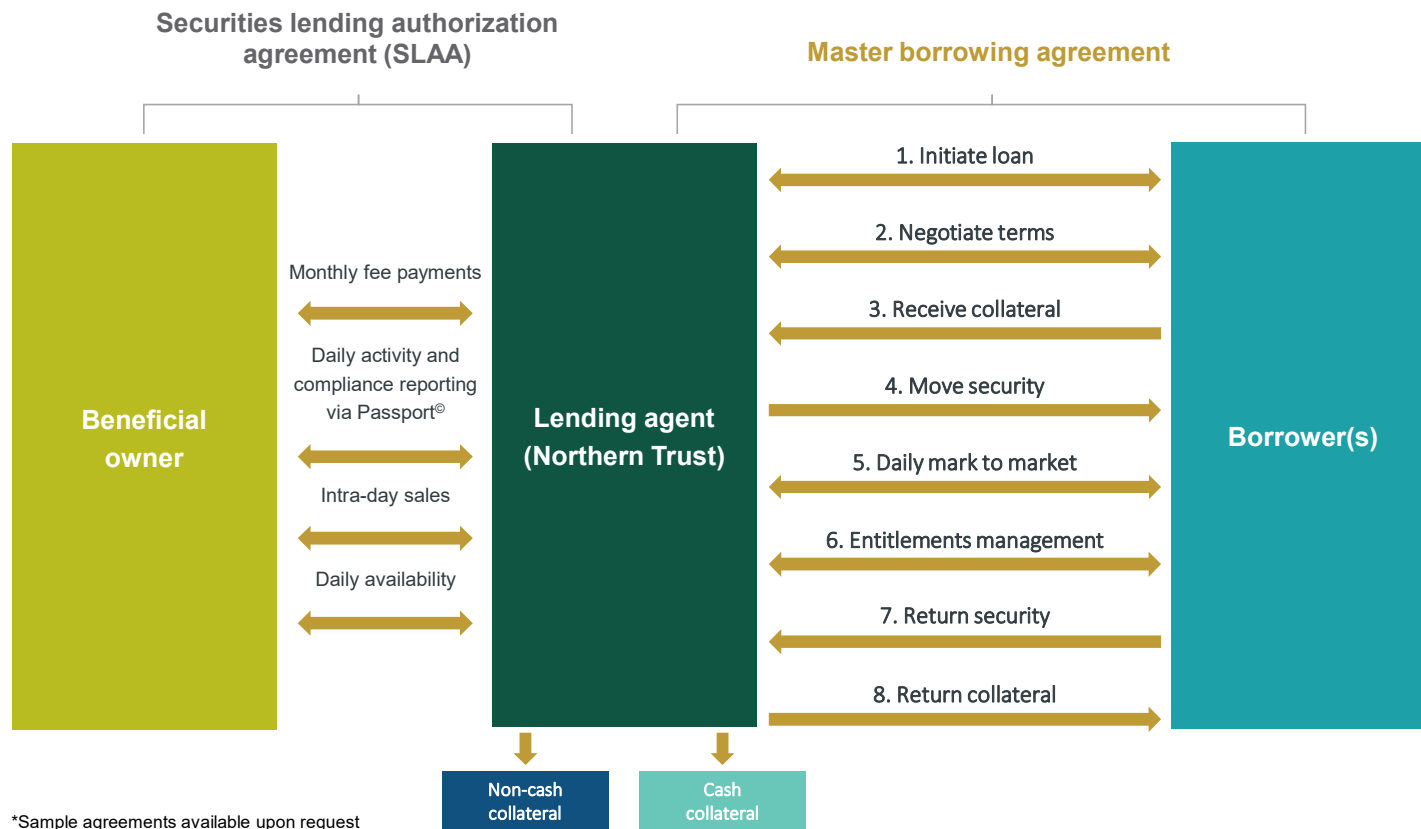 Securities lending authorization
agreement (SLAA)
Master borrowing agreement
Beneficial
owner
Monthly fee payments
Daily activity and
compliance reporting
via Passport©
Intra-day sales
Daily availability
Lending agent
(Northern Trust)
1. Initiate loan
2. Negotiate terms
3. Receive collateral
4. Move security
5. Daily mark to market
6. Entitlements management
7. Return security
8. Return collateral
Borrower(s)
Non-cash
collateral
Cash
collateral
*Sample agreements available upon request